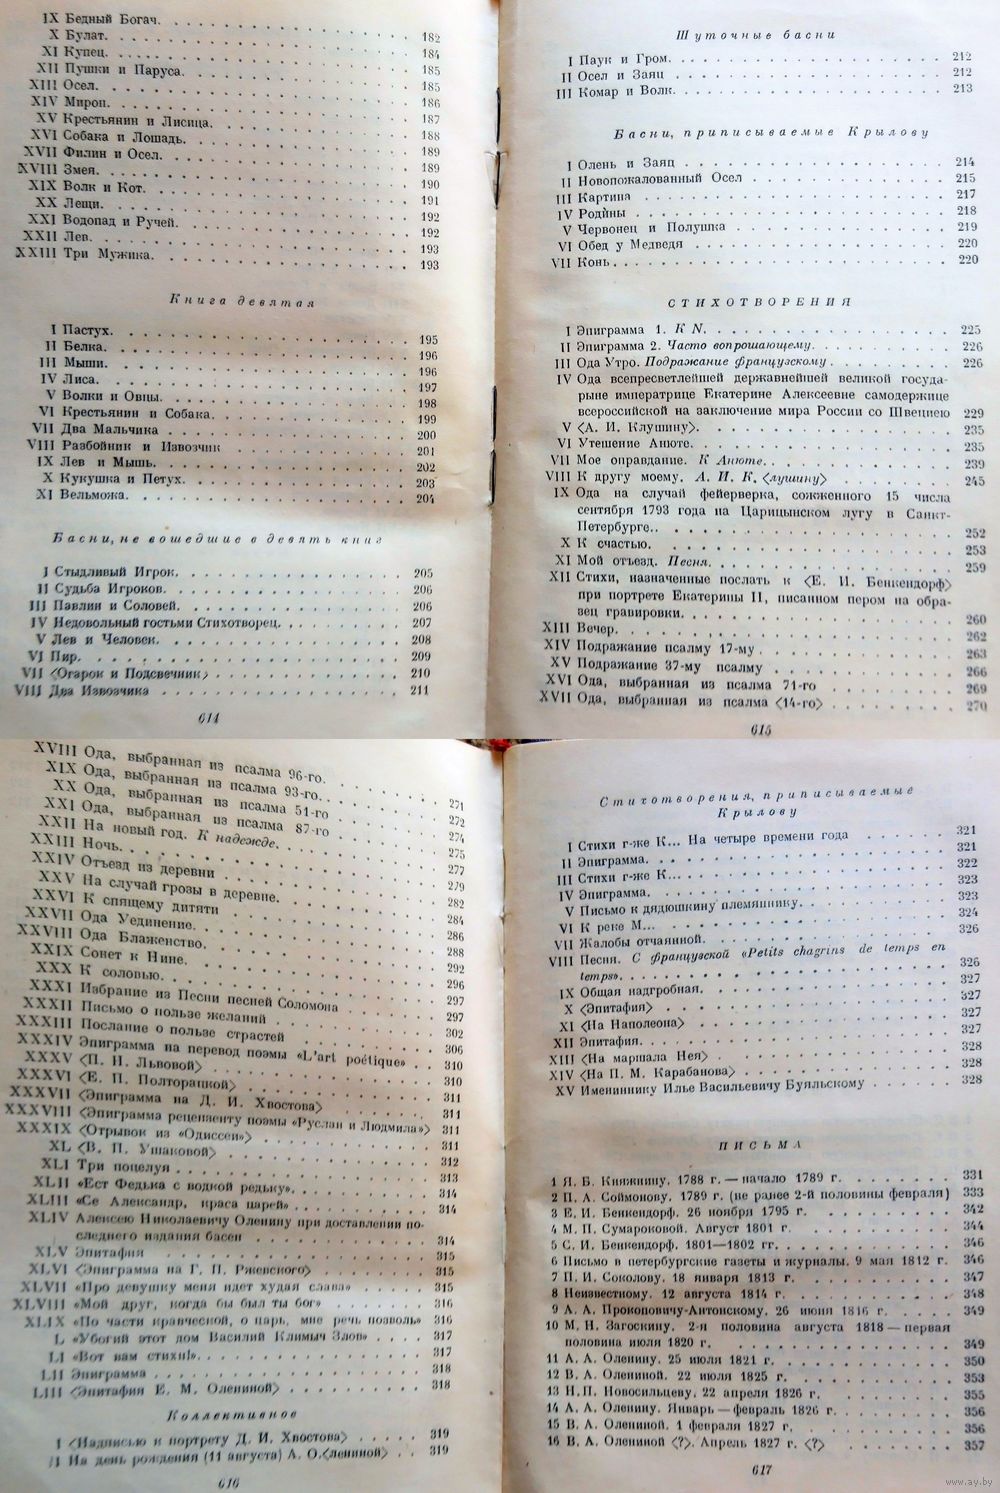 IX Бедный Богач. . . . 182
X Булат. . . . 184
XI Купец. . . . 185
XII Пушки и Паруса. . . . 185
XIII Осел. . . . 186
XIV Мирон. . . . 187
XV Крестьянин и Лисица. . . . 188
XVI Собака и Лошадь. . . . 189
XVII Филин и Осел. . . . 189
XVIII Змея. . . . 190
XIX Волк и Кот. . . . 191
XX Лещи. . . . 192
XXI Водопад и Ручей. . . . 192
XXII Лев. . . . 193
XXIII Три Мужика. . . . 193
Книга девятая
I Пастух. . . . 195
II Белка. . . . 196
III Мыши. . . . 196
IV Лиса. . . . 197
V Волки и Овцы. . . . 198
VI Крестьянин и Собака. . . . 199
VII Два Мальчика . . . 200
VIII Разбойник и Извозчик . . . 201
IX Лев и Мышь. . . . 202
X Кукушка и Петух. . . . 203
XI Вельможа. . . . 204
Басни, не вошедшие в девять книг
I Стыдливый Игрок. . . . 205
II Судьба Игроков. . . . 206
III Павлин и Соловей. . . . 206
IV Недовольный гостьми Стихотворец. . . . 207
V Лев и Человек. . . . 208
VI Пир. . . . 209
VII <Огарок и Подсвечник> . . . 210
VIII Два Извозчика . . . 211
614
Шуточные басни
I Паук и Гром. . . . 212
II Осел и Заяц . . . 212
III Комар и Волк. . . . 213
Басни, приписываемые Крылову
I Олень и Заяц . . . 214
II Новопожалованный Осел . . . 215
III Картина . . . 217
IV Родины . . . 218
V Червонец и Полушка . . . 219
VI Обед у Медведя . . . 220
VII Конь . . . 220
СТИХОТВОРЕНИЯ
I Эпиграмма 1. К N. . . . 225
II Эпиграмма 2. Часто вопрошающему. . . . 226
III Ода Утро. Подражание французскому . . . 226
IV Ода всепресветлейшей державнейшей великой госуда-
рыне императрице Екатерине Алексеевне самодержице
всероссийской на заключение мира России со Швециею 229
V <А. И. Клушину>. . . . 235
VI Утешение Анюте. . . . 235
VII Мое оправдание. К Анюте. . . . 239
VIII К другу моему. А. И. К.<лушину> . . . 245
IX Ода на случай фейерверка, сожженного 15 числа
сентября 1793 года на Царицынском лугу в Санкт-
Петербурге.. . . . 252
X К счастью. . . . 253
XI Мой отъезд. Песня. . . . 259
XII Стихи, назначенные послать к <Е. И. Бенкендорф>
при портрете Екатерины II, писанном пером на обра-
зец гравировки. . . . 260
XIII Вечер. . . . 262
XIV Подражание псалму 17-му . . . 263
XV Подражание 37-му псалму . . . 266
XVI Ода, выбранная из псалма 71-го . . . 269
XVII Ода, выбранная из псалма <14-го> . . . 270
615
XVIII Ода, выбранная из псалма 96-го. . . . 271
XIX Ода, выбранная из псалма 93-го. . . . 272
XX Ода, выбранная из псалма 51-го . . . 274
XXI Ода, выбранная из псалма 87-го . . . 275
XXII На новый год. К надежде. . . . 277
XXIII Ночь. . . . 279
XXIV Отъезд из деревни . . . 282
XXV На случай грозы в деревне. . . . 284
XXVI К спящему дитяти . . . 286
XXVII Ода Уединение. . . . 288
XXVIII Ода Блаженство. . . . 292
XXIX Сонет к Нине. . . . 296
XXX К соловью. . . . 297
XXXI Избрание из Песни песней Соломона . . . 297
XXXII Письмо о пользе желаний . . . 302
XXXIII Послание о пользе страстей . . . 306
XXXIV Эпиграмма на перевод поэмы «L'art poétique» . . 310
XXXV <П. Н. Львовой> . . . 310
XXXVI <Е. П. Полторацкой> . . . 311
XXXVII <Эпиграмма на Д. И. Хвостова> . . . 311
XXXVIII <Эпиграмма рецензенту поэмы «Руслан и Людмила»> 311
XXXIX <Отрывок из «Одиссеи»> . . . 311
XL <В. П. Ушаковой> . . . 312
XLI Три поцелуя . . . 313
XLII «Ест Федька с водкой редьку». . . . 314
XLIII «Се Александр, краса царей» . . . 314
XLIV Алексею Николаевичу Оленину при доставлении по-
следнего издания басен . . . 314
XLV Эпитафия . . . 315
XLVI <Эпиграмма на Г. П. Ржевского> . . . 315
XLVII «Про девушку меня идет худая слава» . . . 315
XLVIII «Мой друг, когда бы был ты бог» . . . 316
XLIX «По части кравческой, о царь, мне речь позволь» 316
L «Убогий этот дом Василий Климыч Злов» . . . 317
LI «Вот вам стихи!». . . . 317
LII Эпиграмма . . . 318
LIII <Эпитафия Е. М. Олениной> . . . 318
Коллективное
I <Надписью к портрету Д. И. Хвостова> . . . 319
II На день рождения (11 августа) А. О.<лениной> . . 319
616
Стихотворения, приписываемые
Крылову
I Стихи г-же К... На четыре времени года . . . 321
II Эпиграмма. . . . 321
III Стихи г-же К... . . . 322
IV Эпиграмма. . . . 323
V Письмо к дядюшкину племяннику. . . . 323
VI К реке М... . . . 324
VII Жалобы отчаянной. . . . 326
VIII Песня. С французской «Petits chagrins de temps en
temps». . . . 326
IX Общая надгробная. . . . 327
X <Эпитафия> . . . 327
XI <На Наполеона> . . . 327
XII Эпитафия. . . . 327
XIII <На маршала Нея> . . . 328
XIV <На П. М. Карабанова> . . . 328
XV Имениннику Илье Васильевичу Буяльскому . . . 328
ПИСЬМА
1 Я. Б. Княжнину, 1788 г. — начало 1789 г. . . . 331
2 П. А. Соймонову. 1789 г. (не ранее 2-й половины февраля) 333
3 Е. И. Бенкендорф. 26 ноября 1795 г. . . . 342
4 М. П. Сумароковой. Август 1801 г. . . . 344
5 С. И. Бенкендорф. 1801—1802 гг. . . . 346
6 Письмо в петербургские газеты и журналы. 9 мая 1812 г. 346
7 П. И. Соколову. 18 января 1813 г. . . . 347
8 Неизвестному. 12 августа 1814 г. . . . 348
9 А. А. Прокоповичу-Антонскому. 26 июня 1816 г. . . . 349
10 М. Н. Загоскину. 2-я половина августа 1818 — первая
половина июля 1820 г. . . . 349
11 А. А. Оленину. 25 июля 1821 г. . . . 350
12 В. А. Олениной. 22 июля 1825 г. . . . 353
13 Н.П. Новосильцеву. 22 апреля 1826 г. . . . 355
14 А. А. Оленину. Январь — февраль 1826 г. . . . 356
15 В. А. Олениной. 1 февраля 1827 г. . . . 356
16 В. А. Олениной <?>. Апрель 1827 г. <?> . . . 357
617
www.ay.by